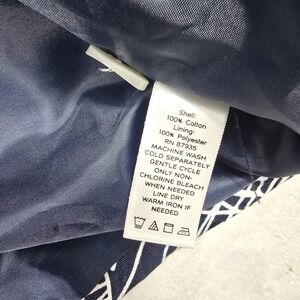 Shell:
100% Cotton
Lining:
100% Polyester
RN 87935
MACHINE WASH
COLD SEPARATELY
GENTLE CYCLE
ONLY NON-
CHLORINE BLEACH
WHEN NEEDED
LINE DRY
WARM IRON IF
NEEDED